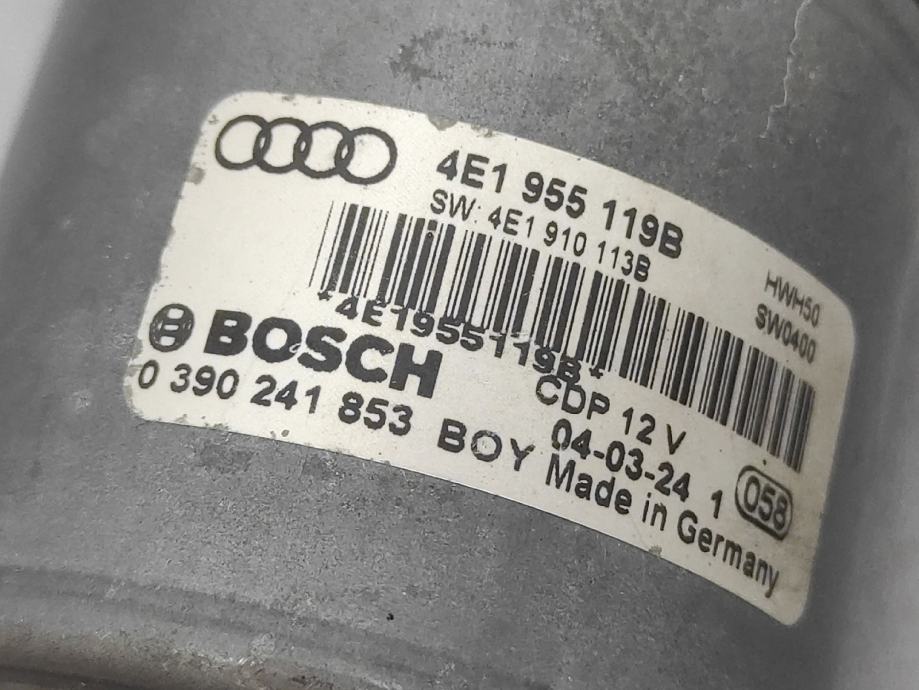 4E1 955 119B
SW: 4E1 910 113B
HWH50
SW0400
*4E1955119B*
BOSCH
CDP 12 V
0 390 241 853 BOY
04-03-24 1
058
Made in Germany